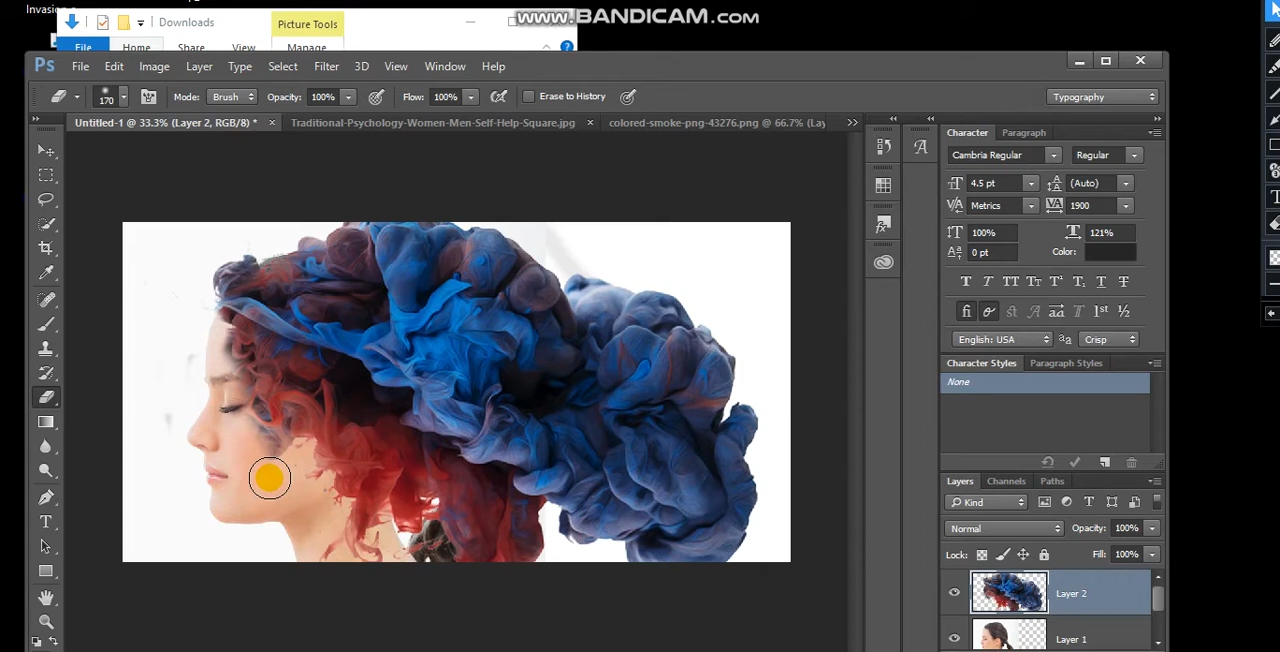 Invasion
www.BANDICAM.com
Downloads
Picture Tools
File Home Share View Manage
Ps File Edit Image Layer Type Select Filter 3D View Window Help
170 Mode: Brush Opacity: 100% Flow: 100% Erase to History Typography
Untitled-1 @ 33.3% (Layer 2, RGB/8) * × Traditional-Psychology-Women-Men-Self-Help-Square.jpg × colored-smoke-png-43276.png @ 66.7% (Lay
Character Paragraph
Cambria Regular Regular
4.5 pt (Auto)
Metrics 1900
100% 121%
0 pt Color:
English: USA aa Crisp
Character Styles Paragraph Styles
None
Layers Channels Paths
Kind
Normal Opacity: 100%
Lock: Fill: 100%
Layer 2
Layer 1